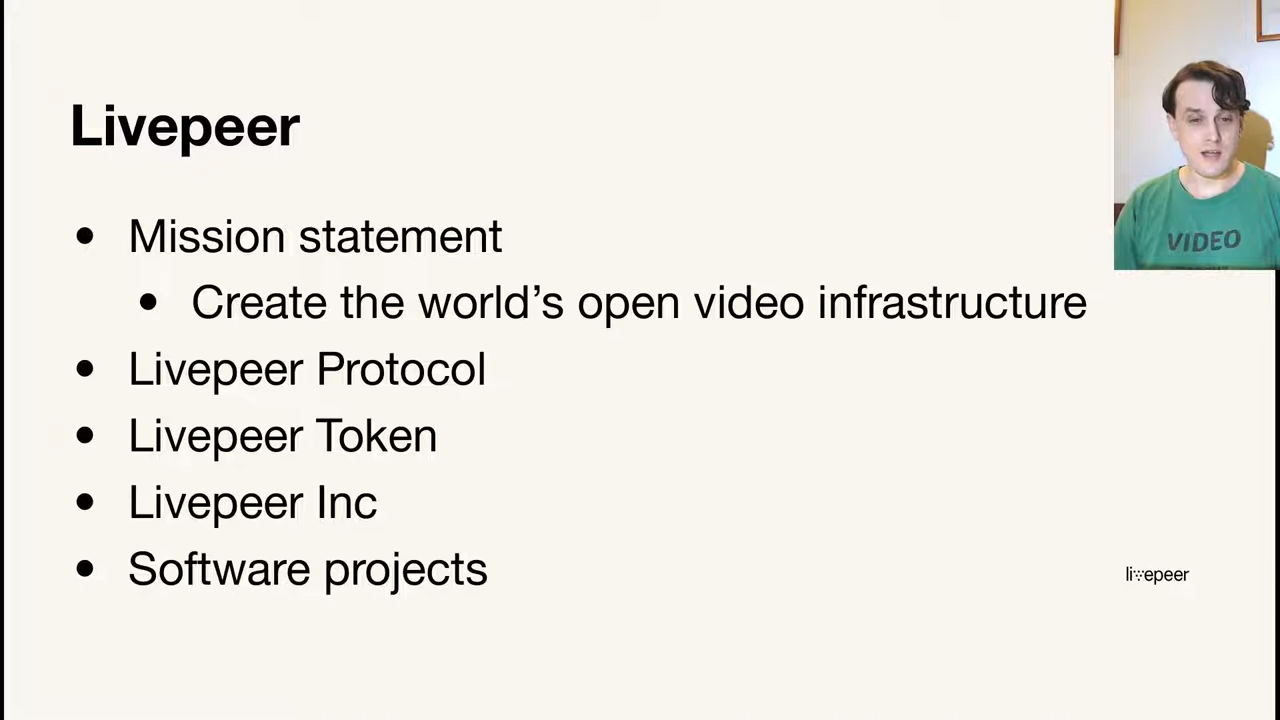 Livepeer
• Mission statement
• Create the world’s open video infrastructure
• Livepeer Protocol
• Livepeer Token
• Livepeer Inc
• Software projects
VIDEO
livepeer